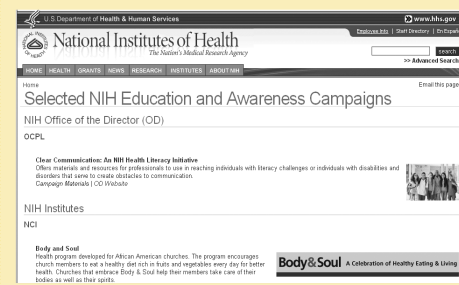 U.S. Department of Health & Human Services
www.hhs.gov
Employee Info | Staff Directory | En Españ
National Institutes of Health
The Nation's Medical Research Agency
search
>> Advanced Search
HOME HEALTH GRANTS NEWS RESEARCH INSTITUTES ABOUT NIH
Home
Email this page
Selected NIH Education and Awareness Campaigns
NIH Office of the Director (OD)
OCPL
Clear Communication: An NIH Health Literacy Initiative
Offers materials and resources for professionals to use in reaching individuals with literacy challenges or individuals with disabilities and
disorders that serve to create obstacles to communication.
Campaign Materials | OD Website
NIH Institutes
NCI
Body and Soul
Health program developed for African American churches. The program encourages
church members to eat a healthy diet rich in fruits and vegetables every day for better
health. Churches that embrace Body & Soul help their members take care of their
bodies as well as their spirits.
Body & Soul A Celebration of Healthy Eating & Living